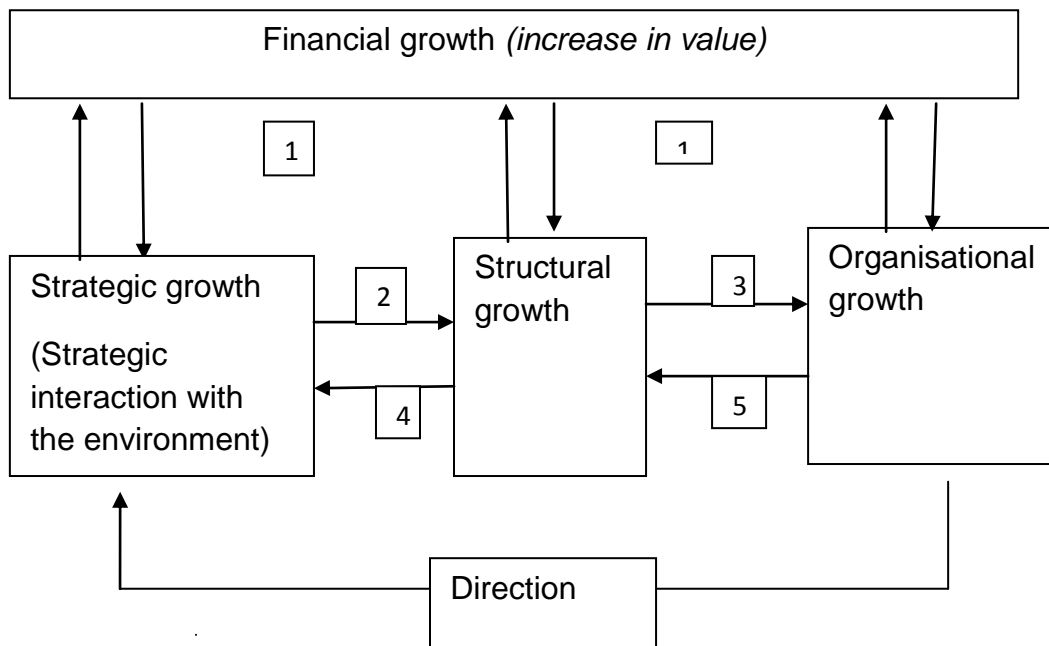 Financial growth (increase in value)
1
1
Strategic growth
(Strategic
interaction with
the environment)
2
4
Structural
growth
3
5
Organisational
growth
Direction